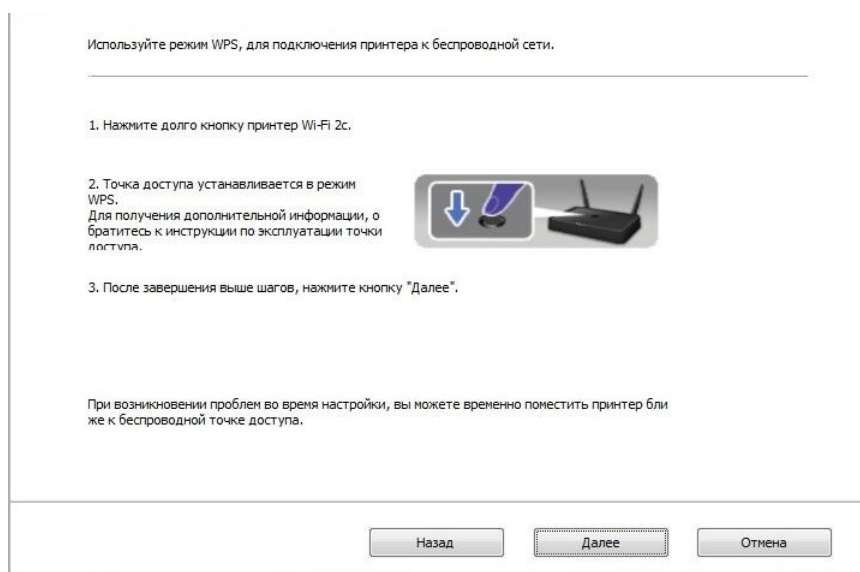 Используйте режим WPS, для подключения принтера к беспроводной сети.
1. Нажмите долго кнопку принтер Wi-Fi 2с.
2. Точка доступа устанавливается в режим
WPS.
Для получения дополнительной информации, о
братитесь к инструкции по эксплуатации точки
доступа.
3. После завершения выше шагов, нажмите кнопку "Далее".
При возникновении проблем во время настройки, вы можете временно поместить принтер бли
же к беспроводной точке доступа.
Назад Далее Отмена